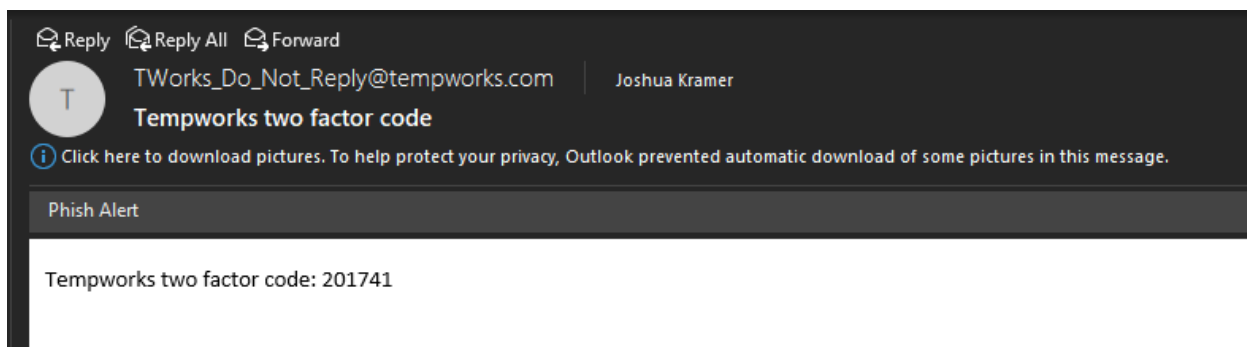 Reply Reply All Forward
T
TWorks_Do_Not_Reply@tempworks.com Joshua Kramer
Tempworks two factor code
Click here to download pictures. To help protect your privacy, Outlook prevented automatic download of some pictures in this message.
Phish Alert
Tempworks two factor code: 201741